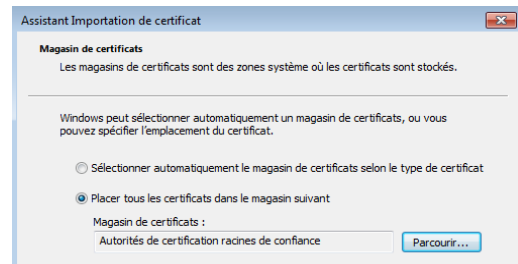 Assistant Importation de certificat
Magasin de certificats
Les magasins de certificats sont des zones système où les certificats sont stockés.
Windows peut sélectionner automatiquement un magasin de certificats, ou vous
pouvez spécifier l'emplacement du certificat.
Sélectionner automatiquement le magasin de certificats selon le type de certificat
Placer tous les certificats dans le magasin suivant
Magasin de certificats :
Autorités de certification racines de confiance
Parcourir...